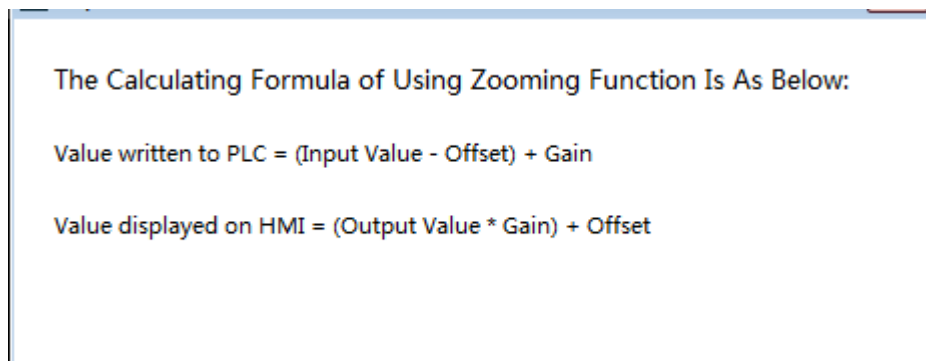 The Calculating Formula of Using Zooming Function Is As Below:
Value written to PLC = (Input Value - Offset) + Gain
Value displayed on HMI = (Output Value * Gain) + Offset